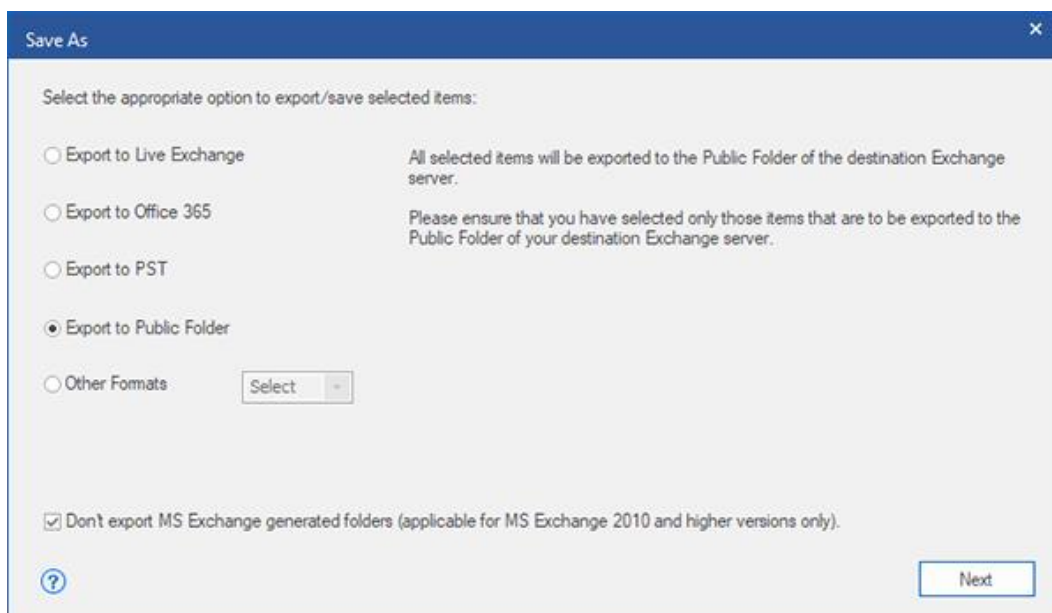 Save As
Select the appropriate option to export/save selected items:
Export to Live Exchange
All selected items will be exported to the Public Folder of the destination Exchange
server.
Export to Office 365
Please ensure that you have selected only those items that are to be exported to the
Public Folder of your destination Exchange server.
Export to PST
Export to Public Folder
Other Formats
Select
Don't export MS Exchange generated folders (applicable for MS Exchange 2010 and higher versions only).
?
Next